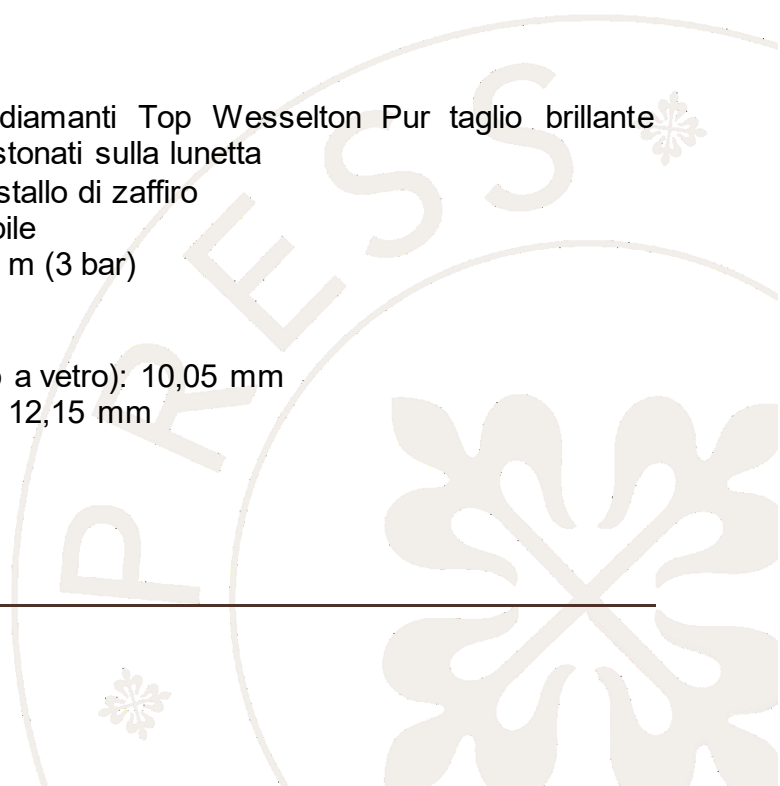 diamanti Top Wesselton Pur taglio brillante
stonati sulla lunetta
stallo di zaffiro
bile
m (3 bar)
o a vetro): 10,05 mm
12,15 mm
PRESS